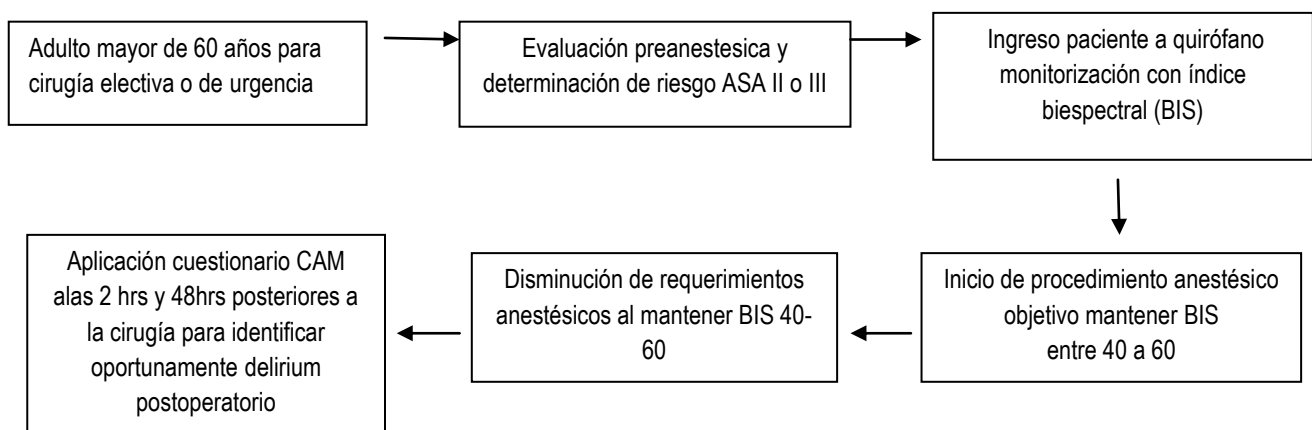 Adulto mayor de 60 años para
cirugía electiva o de urgencia
Evaluación preanestesica y
determinación de riesgo ASA II o III
Ingreso paciente a quirófano
monitorización con índice
biespectral (BIS)
Inicio de procedimiento anestésico
objetivo mantener BIS
entre 40 a 60
Disminución de requerimientos
anestésicos al mantener BIS 40-
60
Aplicación cuestionario CAM
alas 2 hrs y 48hrs posteriores a
la cirugía para identificar
oportunamente delirium
postoperatorio